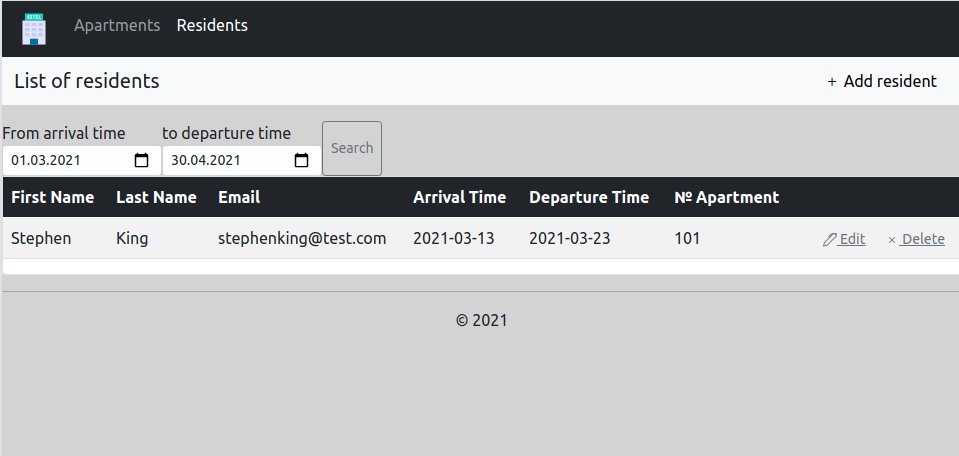 HOTEL
Apartments Residents
List of residents
+ Add resident
From arrival time to departure time
01.03.2021 30.04.2021 Search
First Name Last Name Email Arrival Time Departure Time № Apartment
Stephen King stephenking@test.com 2021-03-13 2021-03-23 101 Edit × Delete
© 2021